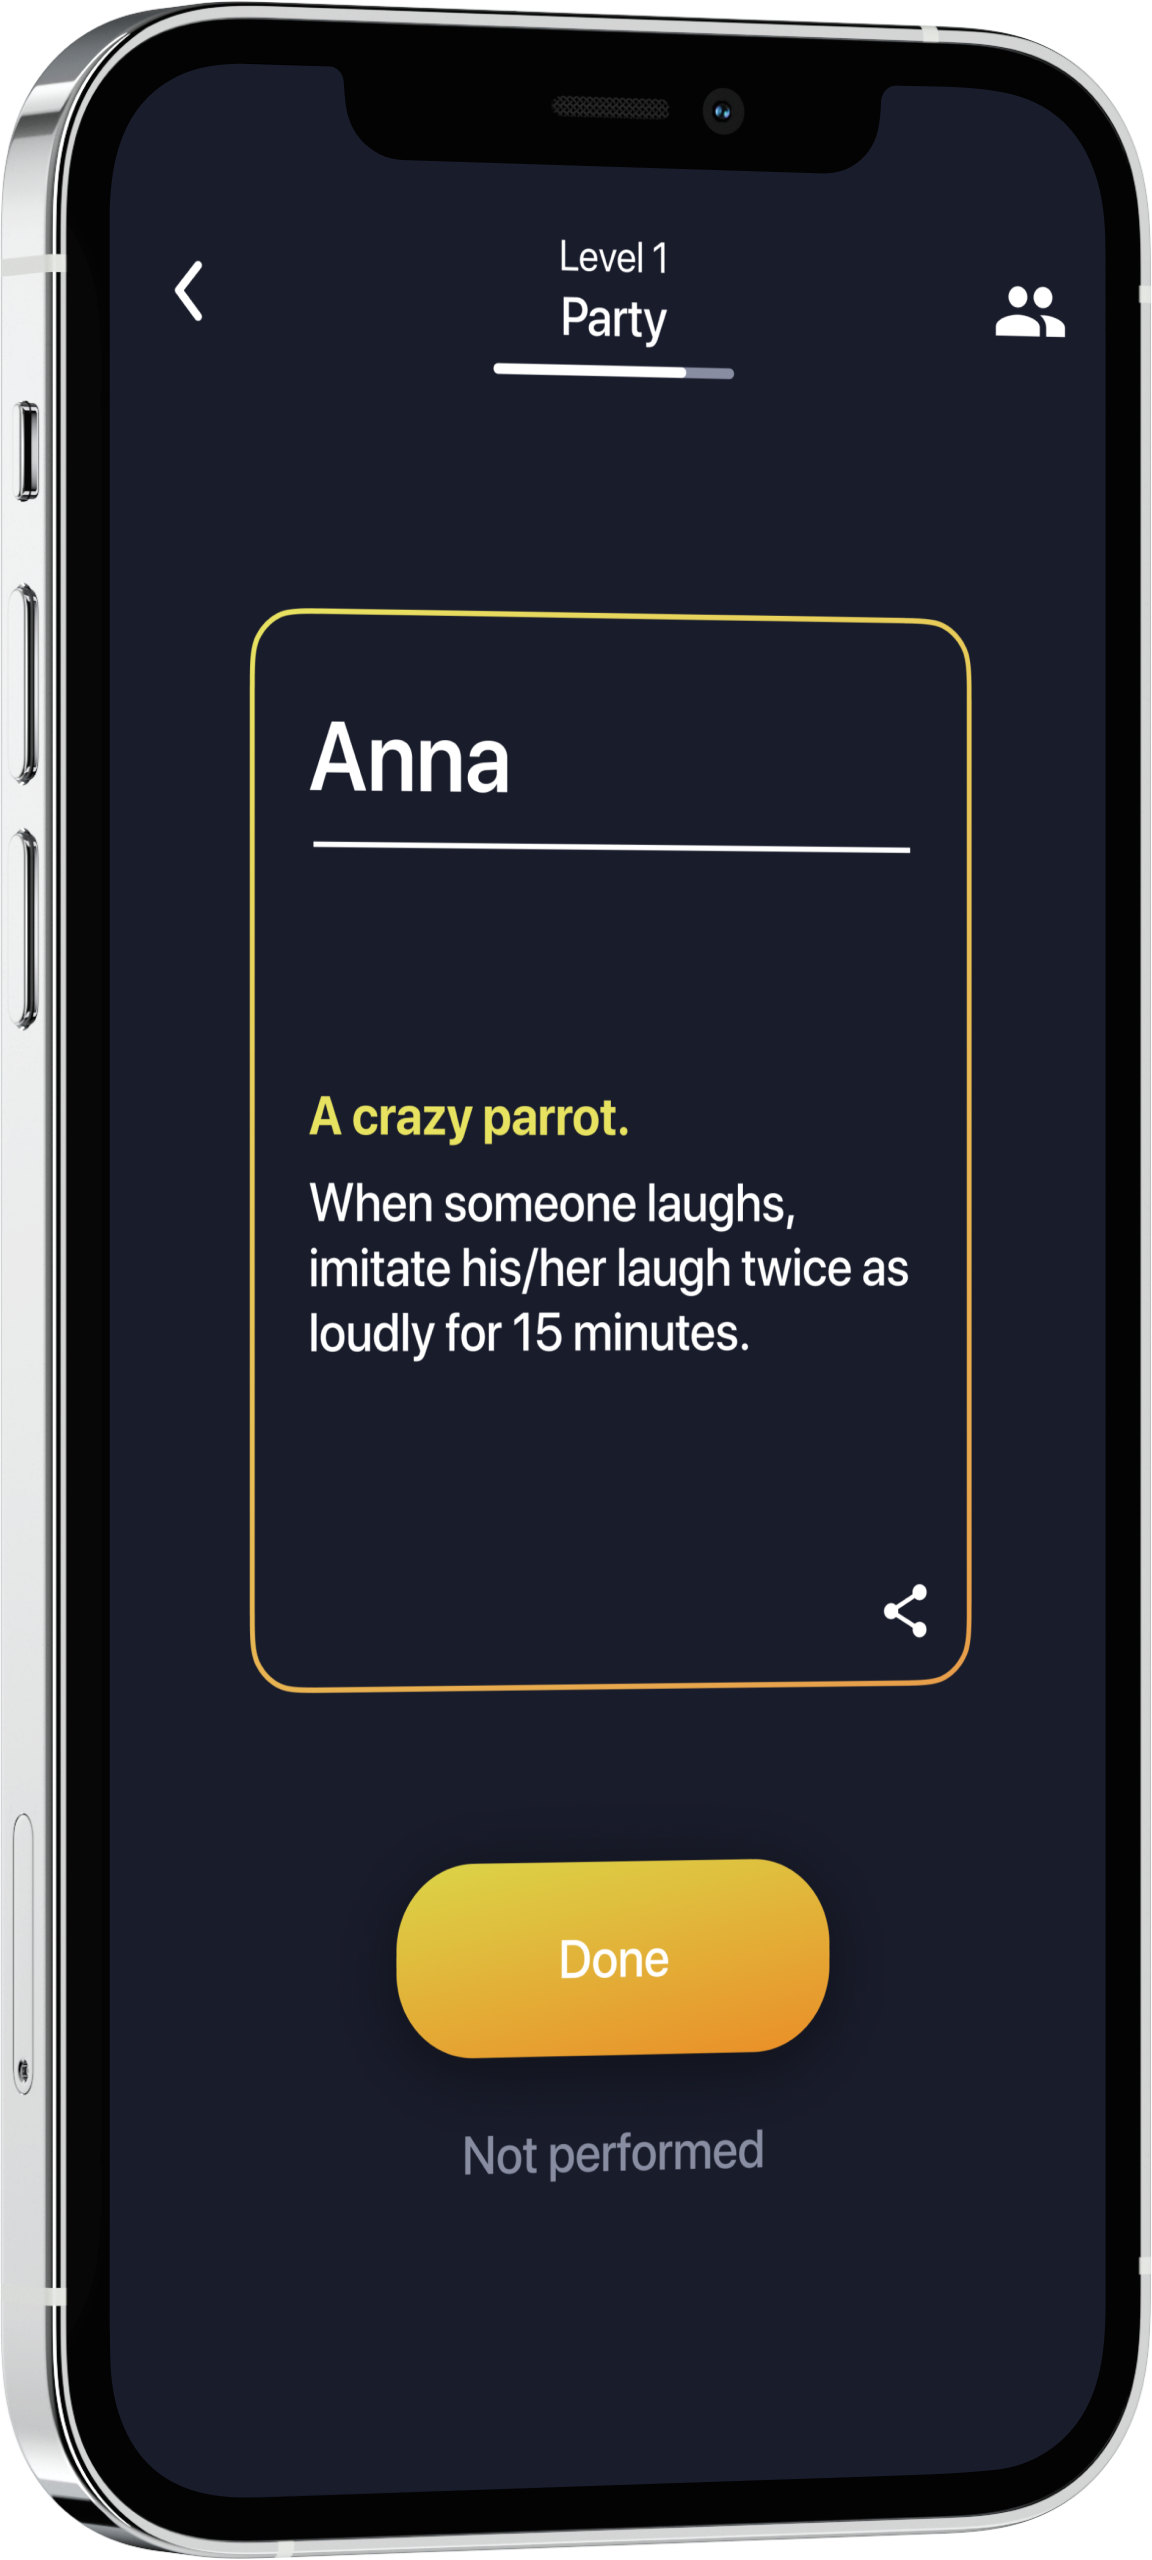 Level 1
Party
Anna
A crazy parrot.
When someone laughs,
imitate his/her laugh twice as
loudly for 15 minutes.
Done
Not performed